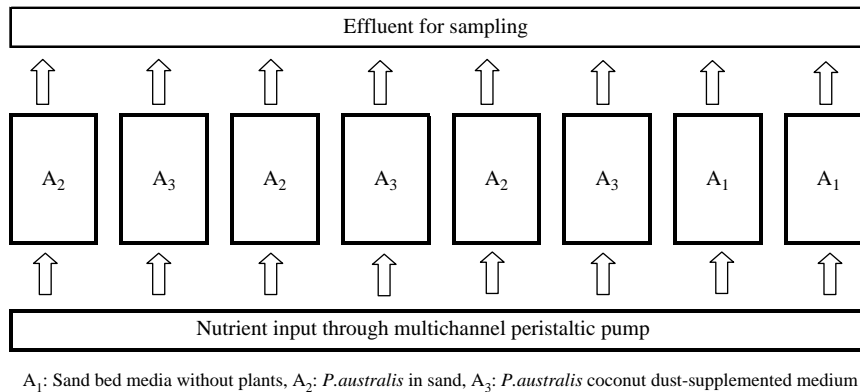 Effluent for sampling
A₂ A₃ A₂ A₃ A₂ A₃ A₁ A₁
Nutrient input through multichannel peristaltic pump
A₁: Sand bed media without plants, A₂: P.australis in sand, A₃: P.australis coconut dust-supplemented medium